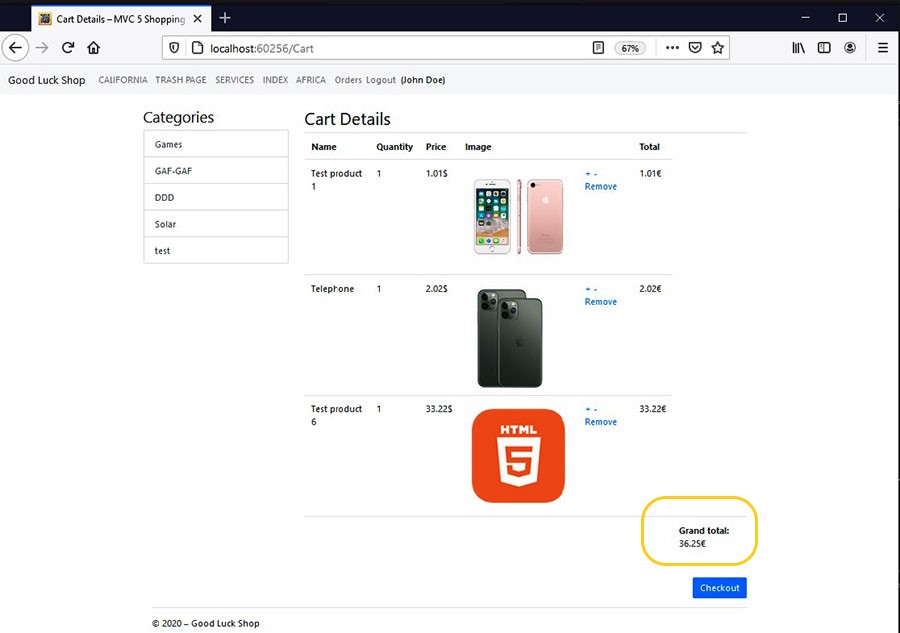 Cart Details – MVC 5 Shopping
localhost:60256/Cart
67%
Good Luck Shop CALIFORNIA TRASH PAGE SERVICES INDEX AFRICA Orders Logout (John Doe)
Categories
Games
GAF-GAF
DDD
Solar
test
Cart Details
Name Quantity Price Image Total
Test product 1 1.01$ + - 1.01€
1 Remove
Telephone 1 2.02$ + - 2.02€
Remove
Test product 1 33.22$ + - 33.22€
6 Remove
HTML
5
Grand total:
36.25€
Checkout
© 2020 – Good Luck Shop